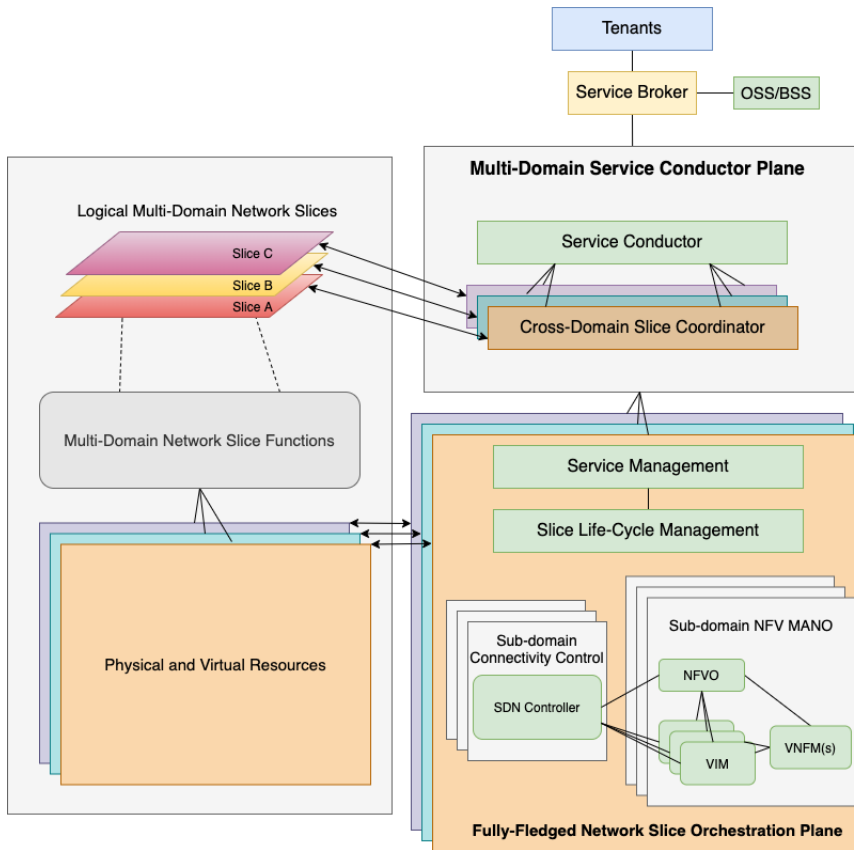 Tenants
Service Broker
OSS/BSS
Multi-Domain Service Conductor Plane
Service Conductor
Cross-Domain Slice Coordinator
Logical Multi-Domain Network Slices
Slice C
Slice B
Slice A
Multi-Domain Network Slice Functions
Physical and Virtual Resources
Service Management
Slice Life-Cycle Management
Sub-domain
Connectivity Control
SDN Controller
Sub-domain NFV MANO
NFVO
VIM
VNFM(s)
Fully-Fledged Network Slice Orchestration Plane